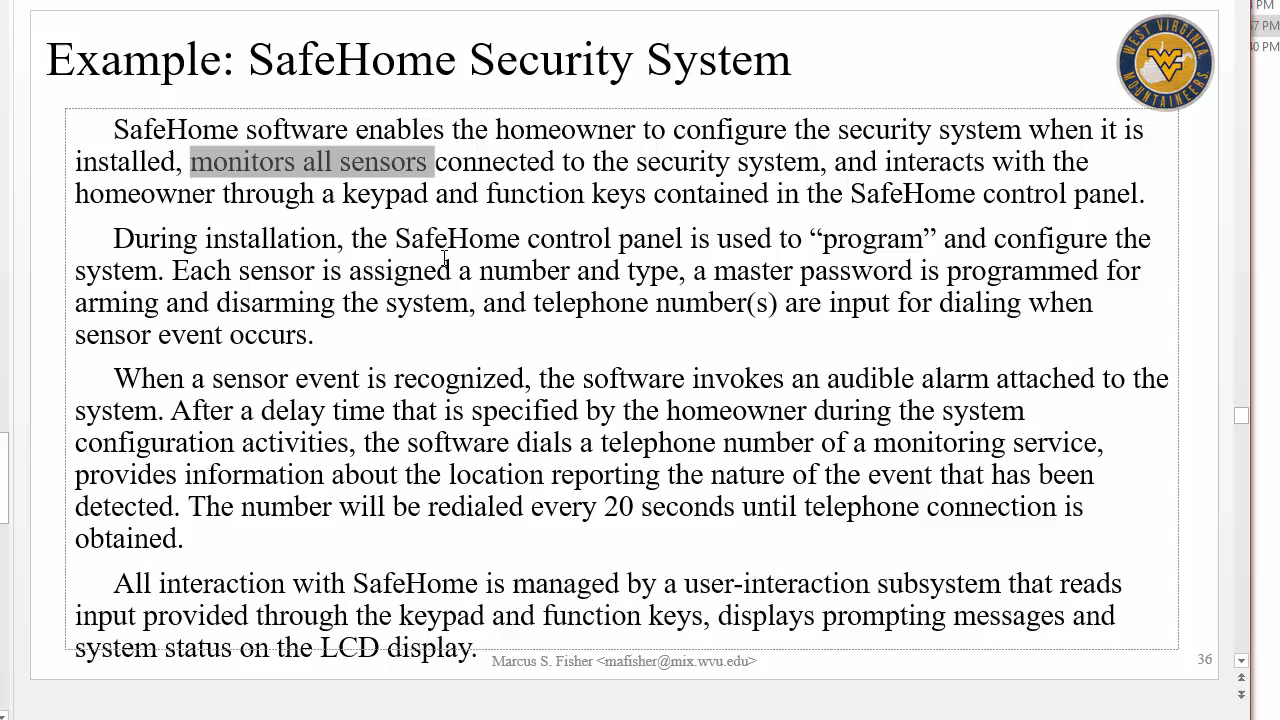 PM
57 PM
40 PM
Example: SafeHome Security System
WEST VIRGINIA
WV
MOUNTAINEERS
SafeHome software enables the homeowner to configure the security system when it is
installed, monitors all sensors connected to the security system, and interacts with the
homeowner through a keypad and function keys contained in the SafeHome control panel.
During installation, the SafeHome control panel is used to “program” and configure the
system. Each sensor is assigned a number and type, a master password is programmed for
arming and disarming the system, and telephone number(s) are input for dialing when
sensor event occurs.
When a sensor event is recognized, the software invokes an audible alarm attached to the
system. After a delay time that is specified by the homeowner during the system
configuration activities, the software dials a telephone number of a monitoring service,
provides information about the location reporting the nature of the event that has been
detected. The number will be redialed every 20 seconds until telephone connection is
obtained.
All interaction with SafeHome is managed by a user-interaction subsystem that reads
input provided through the keypad and function keys, displays prompting messages and
system status on the LCD display.
Marcus S. Fisher <mafisher@mix.wvu.edu>
36